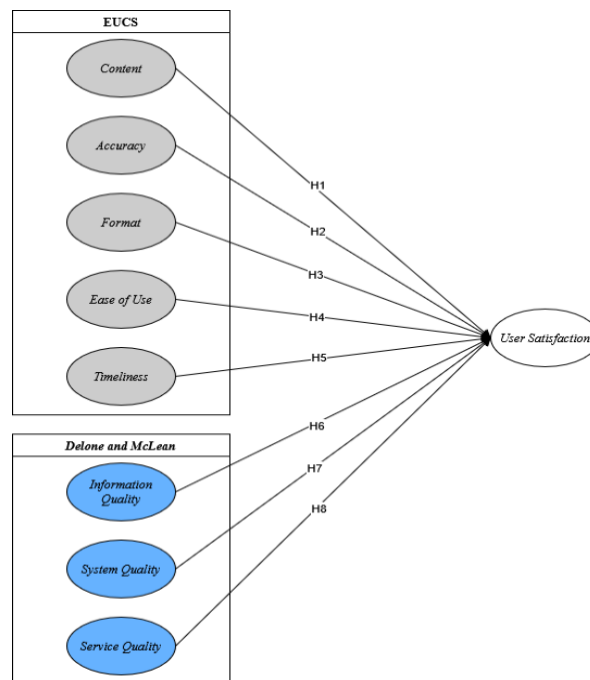 EUCS
Content
Accuracy
Format
Ease of Use
Timeliness
H1
H2
H3
H4
H5
User Satisfaction
Delone and McLean
Information
Quality
System Quality
Service Quality
H6
H7
H8